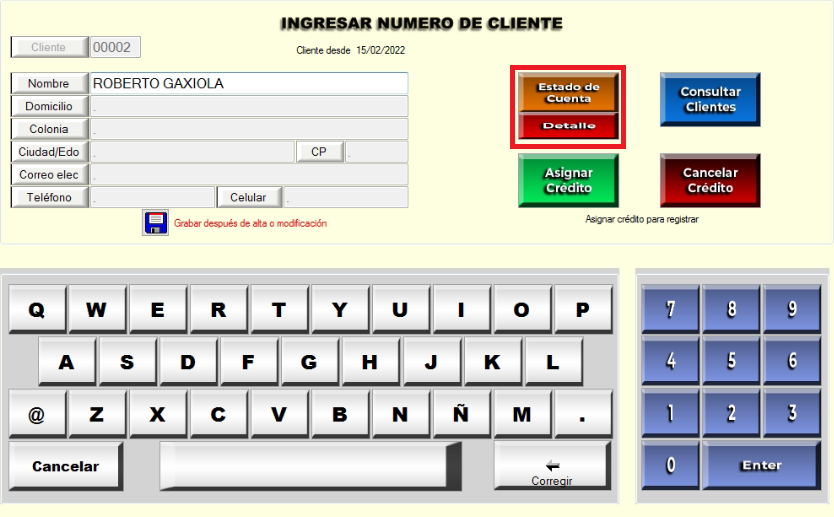 INGRESAR NUMERO DE CLIENTE
Cliente 00002
Cliente desde 15/02/2022
Nombre ROBERTO GAXIOLA
Domicilio .
Colonia .
Ciudad/Edo . CP .
Correo elec .
Teléfono . Celular .
Grabar después de alta o modificación
Estado de
Cuenta
Detalle
Consultar
Clientes
Asignar
Crédito
Cancelar
Crédito
Asignar crédito para registrar
Q W E R T Y U I O P
A S D F G H J K L
@ Z X C V B N Ñ M .
Cancelar
Corregir
7 8 9
4 5 6
1 2 3
0 Enter